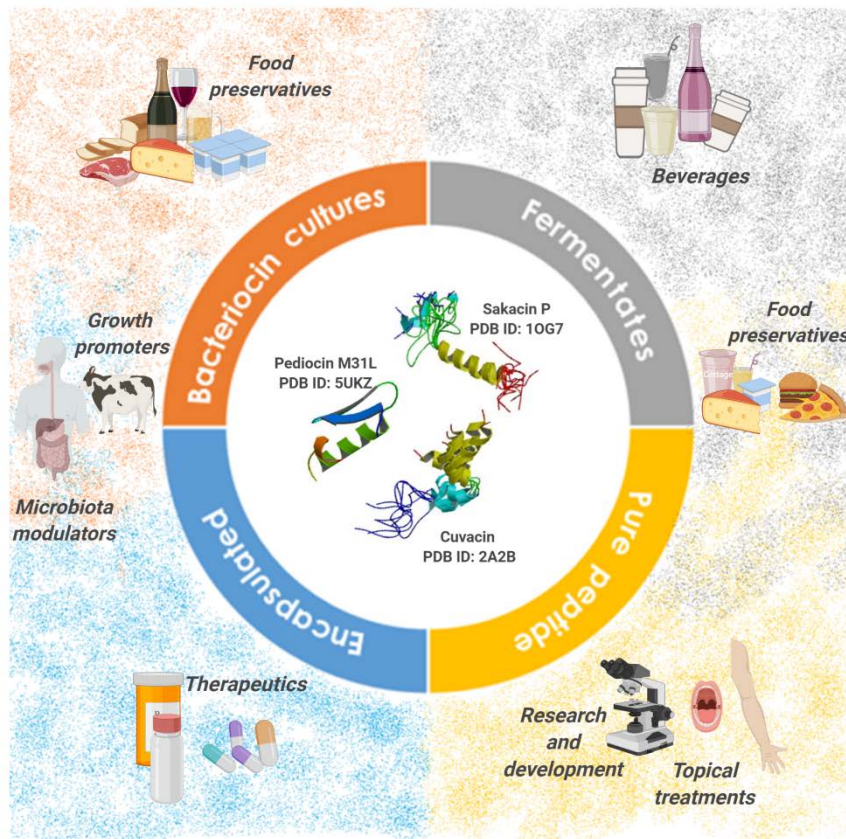 Food
preservatives
Beverages
Bacteriocin cultures
Fermentates
Sakacin P
PDB ID: 1OG7
Growth
promoters
Food
preservatives
Cottage
Pediocin M31L
PDB ID: 5UKZ
Microbiota
modulators
Cuvacin
PDB ID: 2A2B
Encapsulated
Pure peptide
Therapeutics
Research
and
development
Topical
treatments